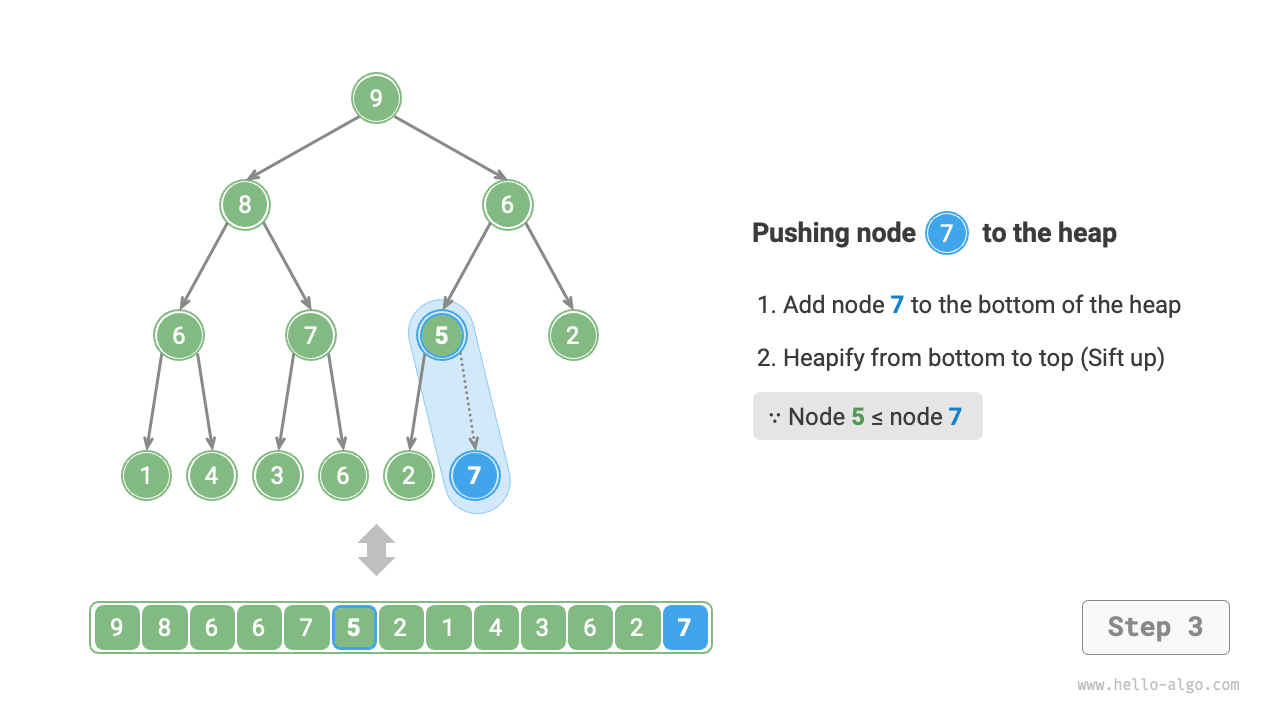 9
8 6
6 7 5 2
1 4 3 6 2 7
9 8 6 6 7 5 2 1 4 3 6 2 7
Pushing node 7 to the heap
1. Add node 7 to the bottom of the heap
2. Heapify from bottom to top (Sift up)
∵ Node 5 ≤ node 7
Step 3
www.hello-algo.com